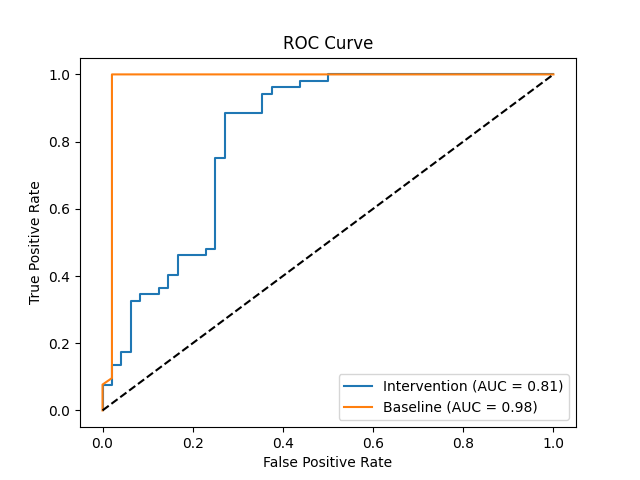 ROC Curve
True Positive Rate
1.0
0.8
0.6
0.4
0.2
0.0
0.0 0.2 0.4 0.6 0.8 1.0
False Positive Rate
Intervention (AUC = 0.81)
Baseline (AUC = 0.98)